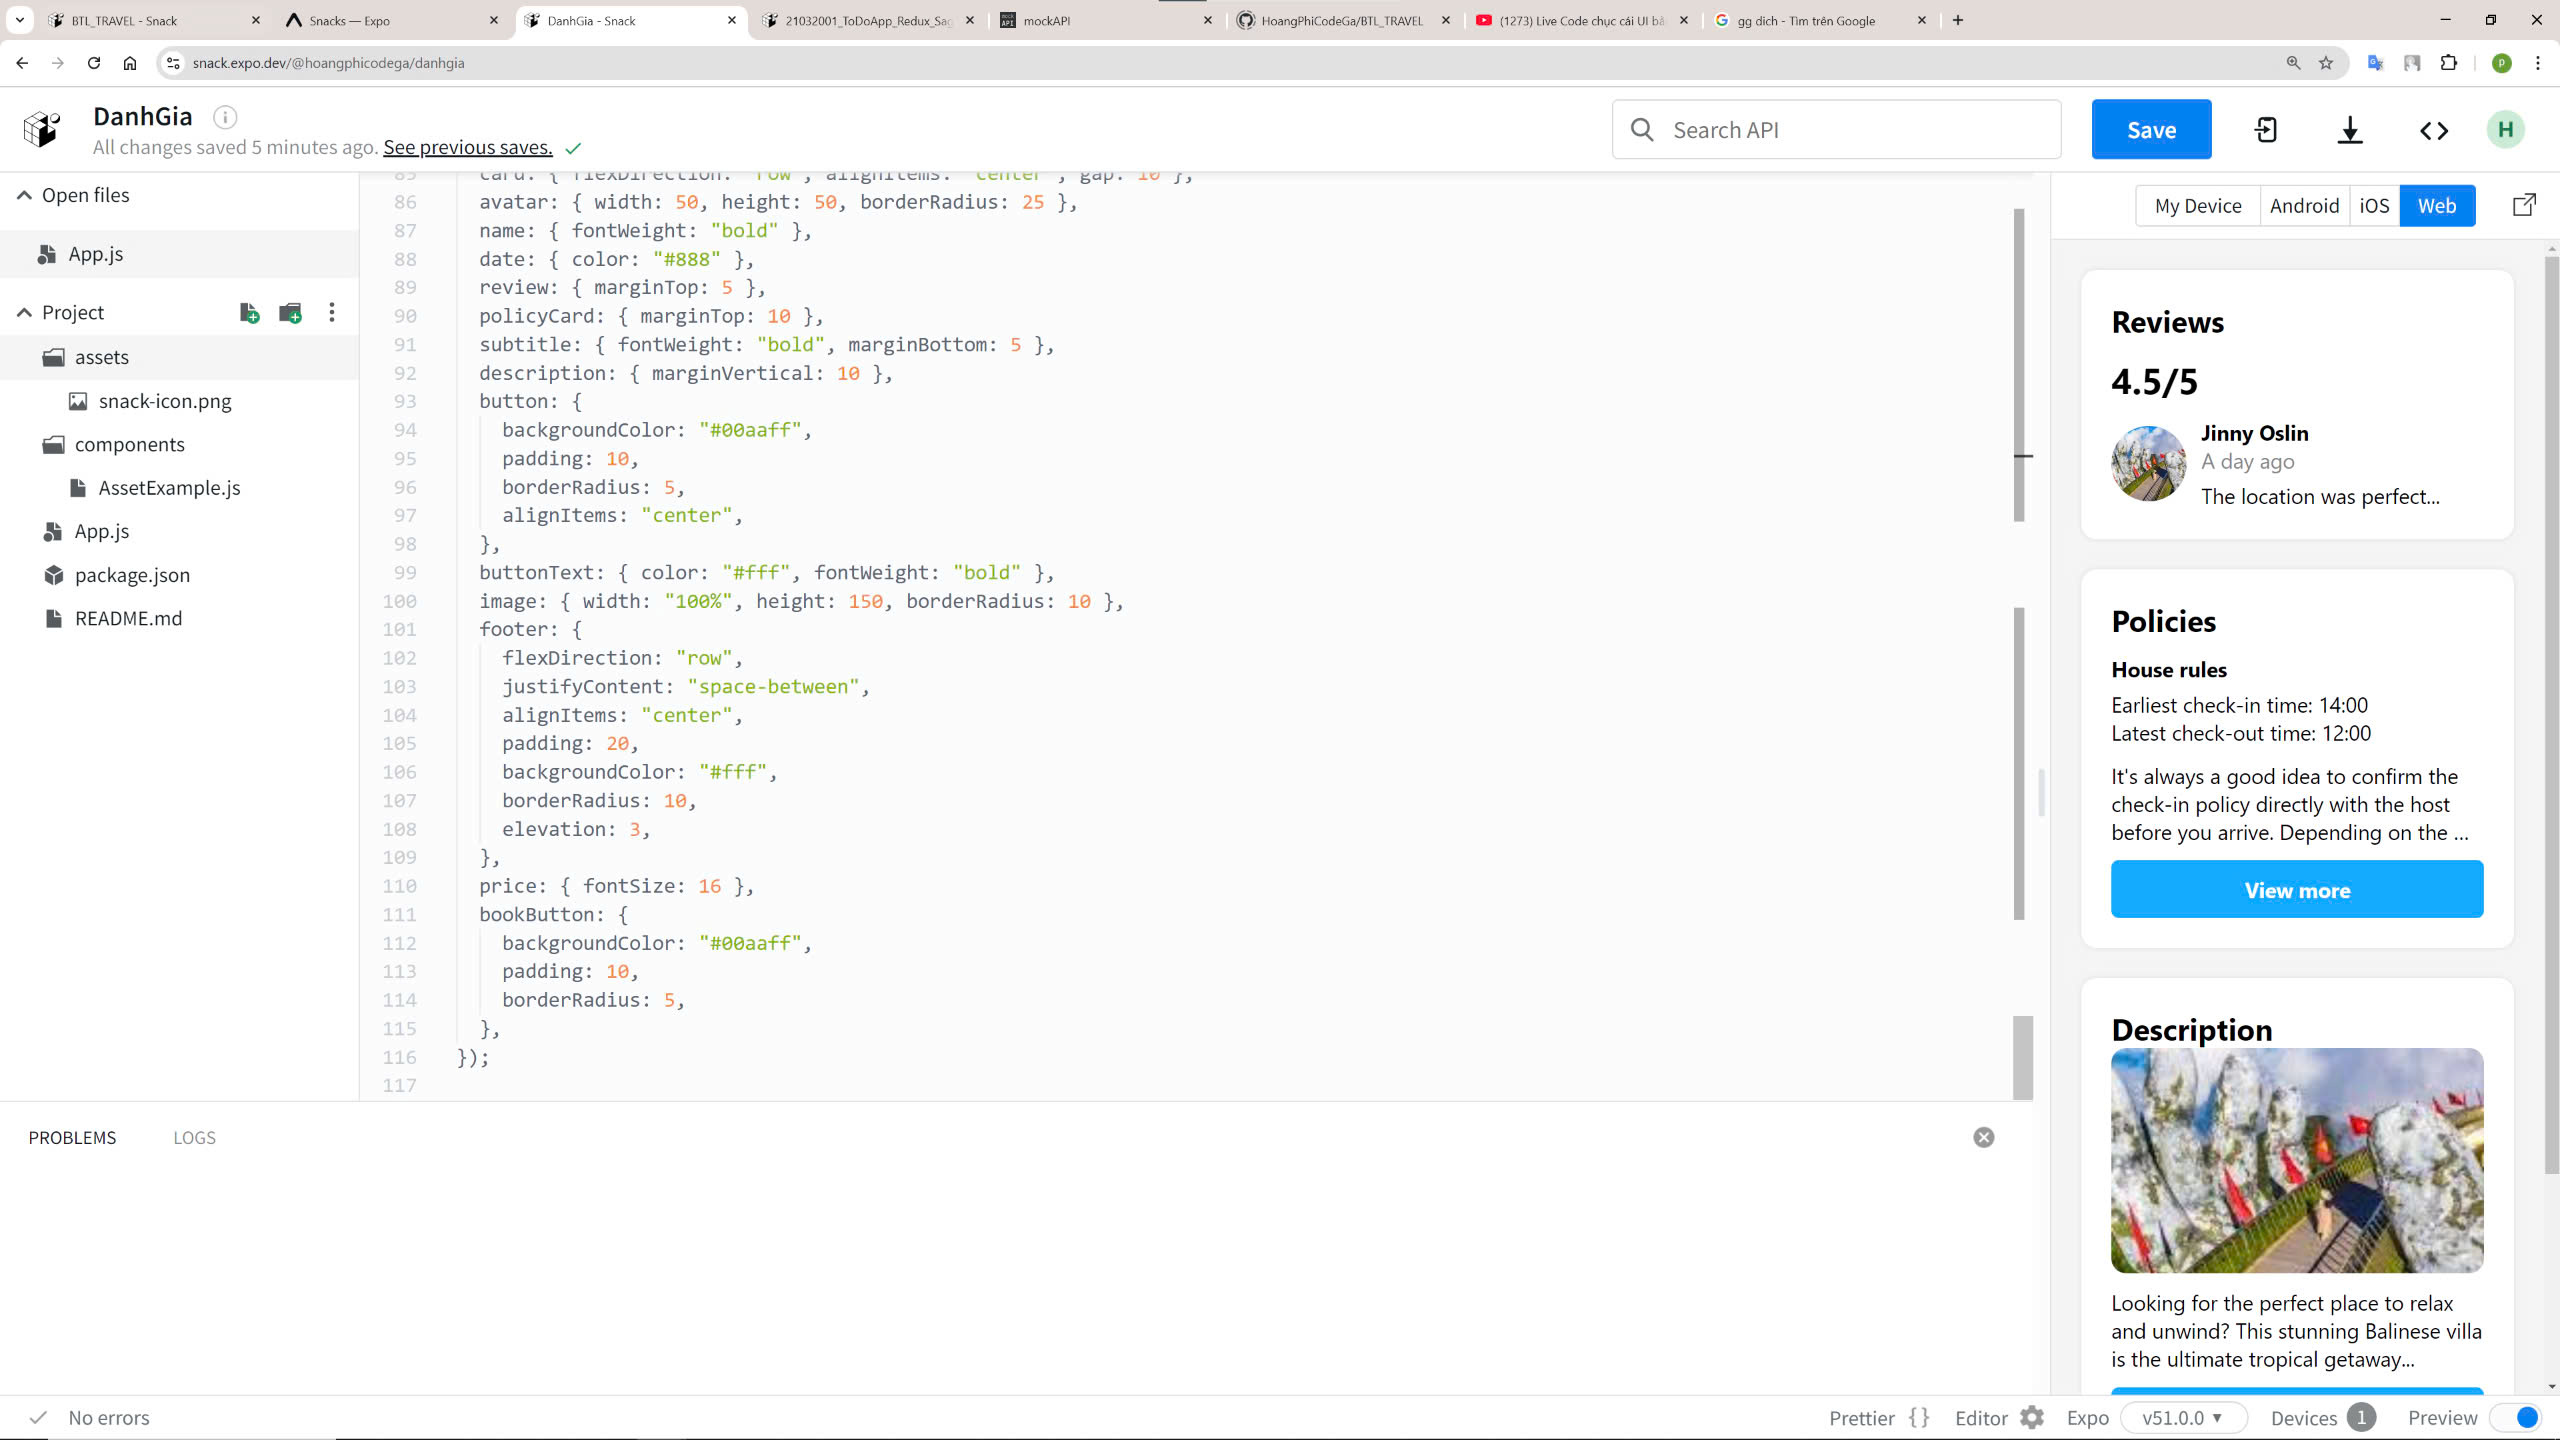 BTL_TRAVEL - Snack
Snacks — Expo
DanhGia - Snack
21032001_ToDoApp_Redux_Sag
mockAPI
HoangPhiCodeGa/BTL_TRAVEL
(1273) Live Code chục cái UI bằ
gg dich - Tìm trên Google
snack.expo.dev/@hoangphicodega/danhgia
DanhGia
All changes saved 5 minutes ago. See previous saves.
Search API
Save
H
Open files
App.js
Project
assets
snack-icon.png
components
AssetExample.js
App.js
package.json
README.md
85 card: { flexDirection: "row", alignItems: "center", gap: 10 },
86 avatar: { width: 50, height: 50, borderRadius: 25 },
87 name: { fontWeight: "bold" },
88 date: { color: "#888" },
89 review: { marginTop: 5 },
90 policyCard: { marginTop: 10 },
91 subtitle: { fontWeight: "bold", marginBottom: 5 },
92 description: { marginVertical: 10 },
93 button: {
94 backgroundColor: "#00aaff",
95 padding: 10,
96 borderRadius: 5,
97 alignItems: "center",
98 },
99 buttonText: { color: "#fff", fontWeight: "bold" },
100 image: { width: "100%", height: 150, borderRadius: 10 },
101 footer: {
102 flexDirection: "row",
103 justifyContent: "space-between",
104 alignItems: "center",
105 padding: 20,
106 backgroundColor: "#fff",
107 borderRadius: 10,
108 elevation: 3,
109 },
110 price: { fontSize: 16 },
111 bookButton: {
112 backgroundColor: "#00aaff",
113 padding: 10,
114 borderRadius: 5,
115 },
116 });
117
My Device Android iOS Web
Reviews
4.5/5
Jinny Oslin
A day ago
The location was perfect...
Policies
House rules
Earliest check-in time: 14:00
Latest check-out time: 12:00
It's always a good idea to confirm the
check-in policy directly with the host
before you arrive. Depending on the ...
View more
Description
Looking for the perfect place to relax
and unwind? This stunning Balinese villa
is the ultimate tropical getaway...
PROBLEMS LOGS
No errors
Prettier {} Editor Expo v51.0.0 Devices 1 Preview